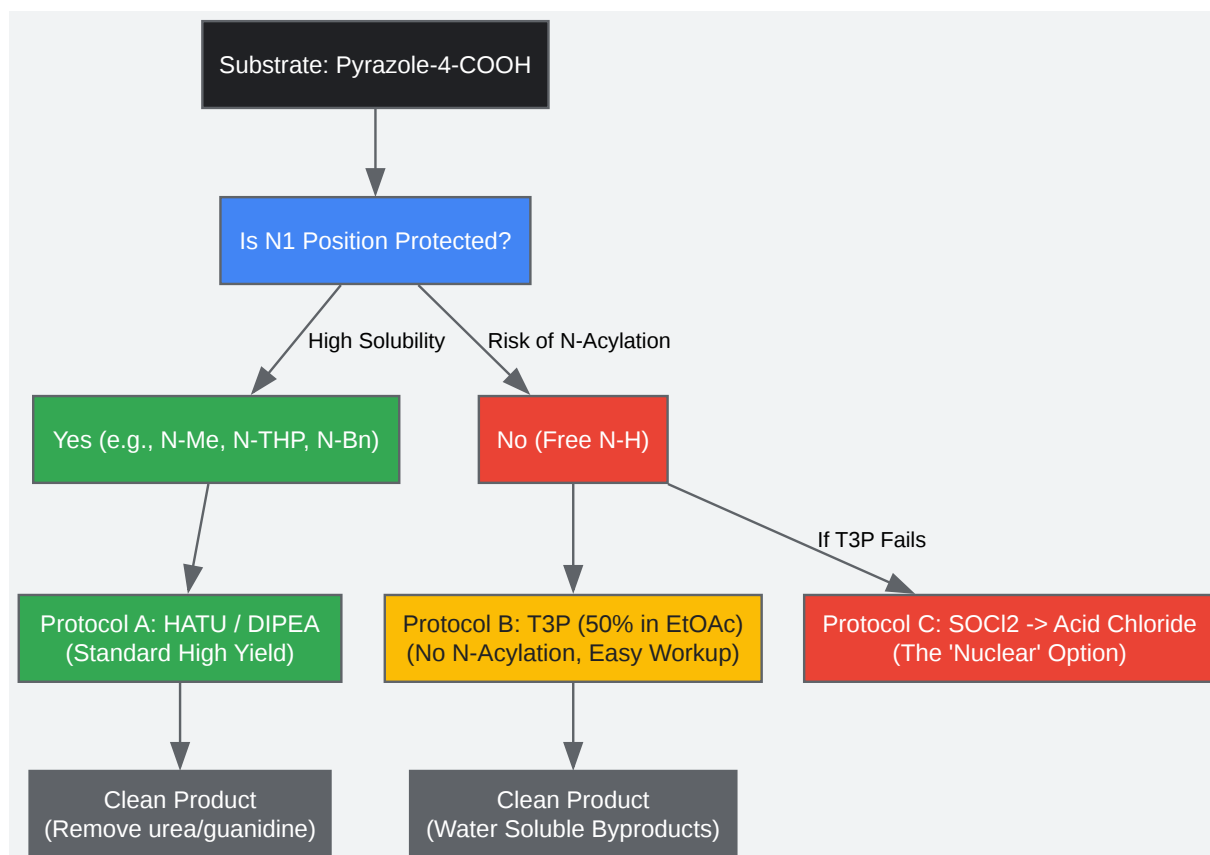 Substrate: Pyrazole-4-COOH
Is N1 Position Protected?
High Solubility
Risk of N-Acylation
Yes (e.g., N-Me, N-THP, N-Bn)
No (Free N-H)
If T3P Fails
Protocol A: HATU / DIPEA
(Standard High Yield)
Protocol B: T3P (50% in EtOAc)
(No N-Acylation, Easy Workup)
Protocol C: SOCl2 -> Acid Chloride
(The 'Nuclear' Option)
Clean Product
(Remove urea/guanidine)
Clean Product
(Water Soluble Byproducts)